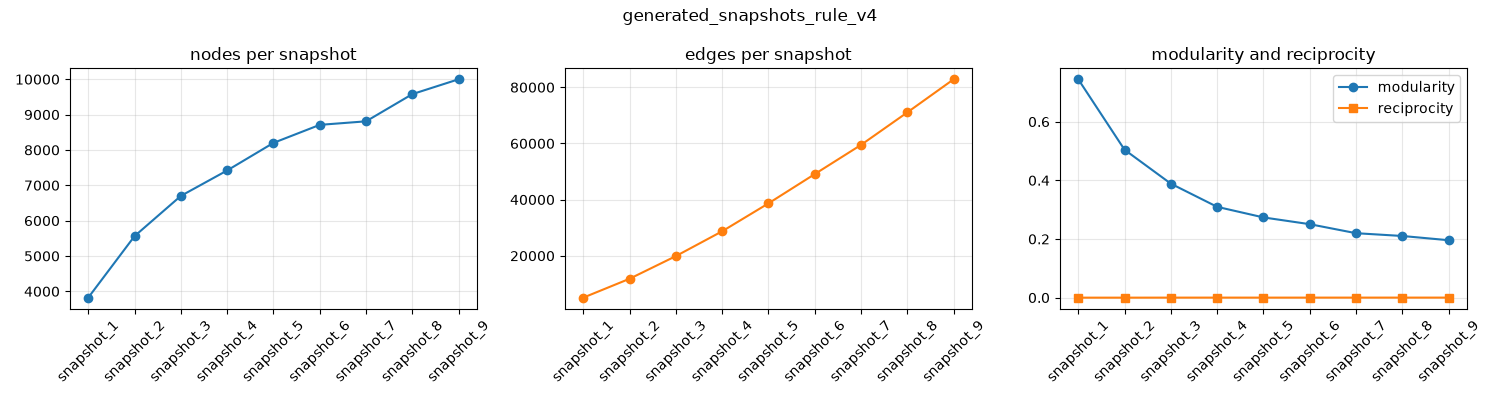 generated_snapshots_rule_v4
nodes per snapshot
10000
9000
8000
7000
6000
5000
4000
snapshot_1
snapshot_2
snapshot_3
snapshot_4
snapshot_5
snapshot_6
snapshot_7
snapshot_8
snapshot_9
edges per snapshot
80000
60000
40000
20000
snapshot_1
snapshot_2
snapshot_3
snapshot_4
snapshot_5
snapshot_6
snapshot_7
snapshot_8
snapshot_9
modularity and reciprocity
modularity
reciprocity
0.6
0.4
0.2
0.0
snapshot_1
snapshot_2
snapshot_3
snapshot_4
snapshot_5
snapshot_6
snapshot_7
snapshot_8
snapshot_9